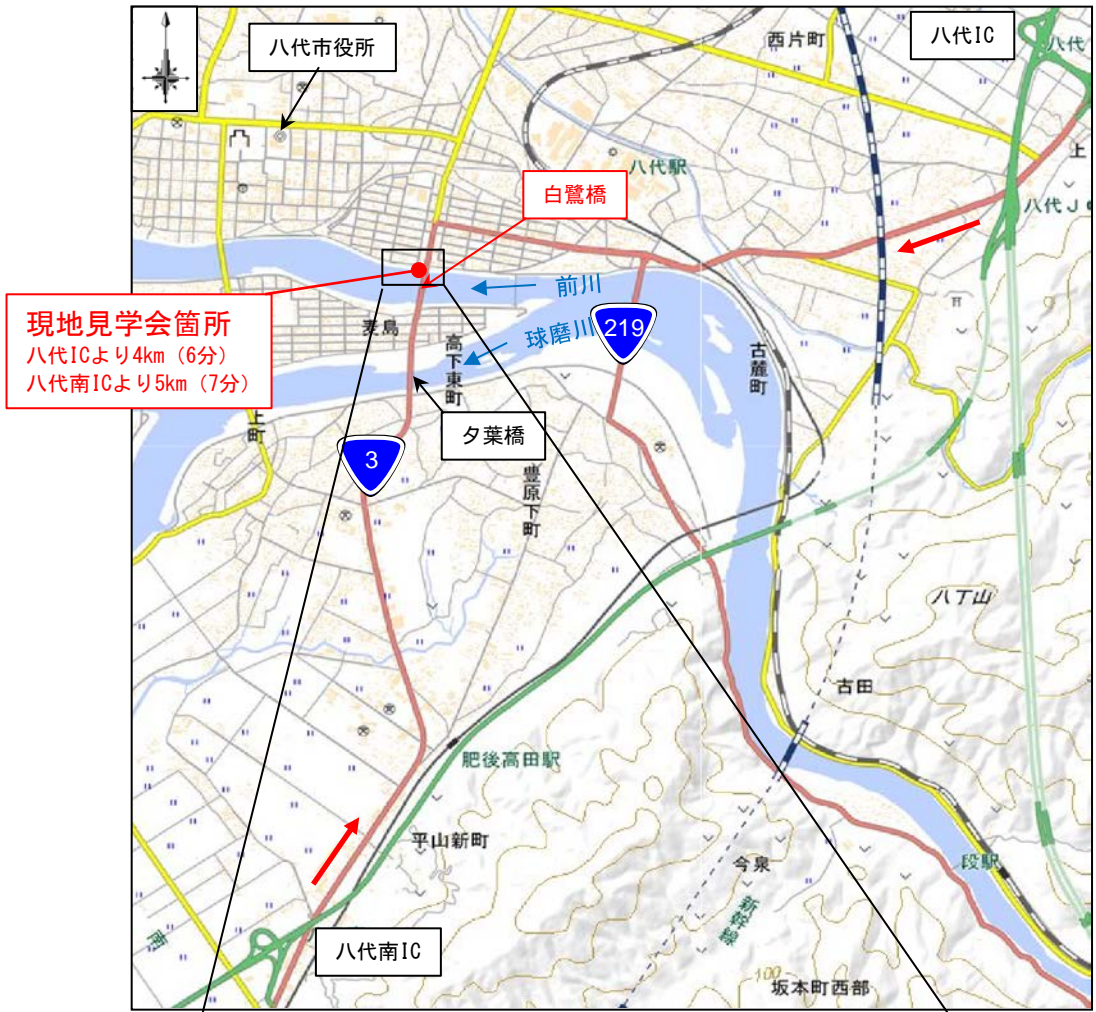 八代市役所
西片町
八代IC
八代
上
八代駅
白鷺橋
八代J
現地見学会箇所
八代ICより4km（6分）
八代南ICより5km（7分）
前川
球磨川
219
麦島
高下東町
古麓町
上町
夕葉橋
3
豊原下町
八丁山
古田
肥後高田駅
平山新町
今泉
段駅
新幹線
南
八代南IC
100
坂本町西部